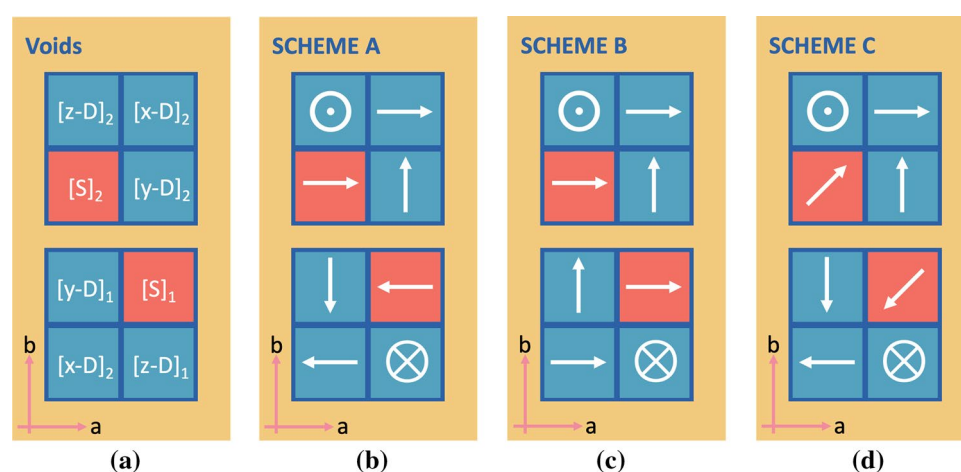 Voids
[z-D]₂ [x-D]₂
[S]₂ [y-D]₂
[y-D]₁ [S]₁
[x-D]₂ [z-D]₁
b
a
(a)
SCHEME A
b
a
(b)
SCHEME B
b
a
(c)
SCHEME C
b
a
(d)